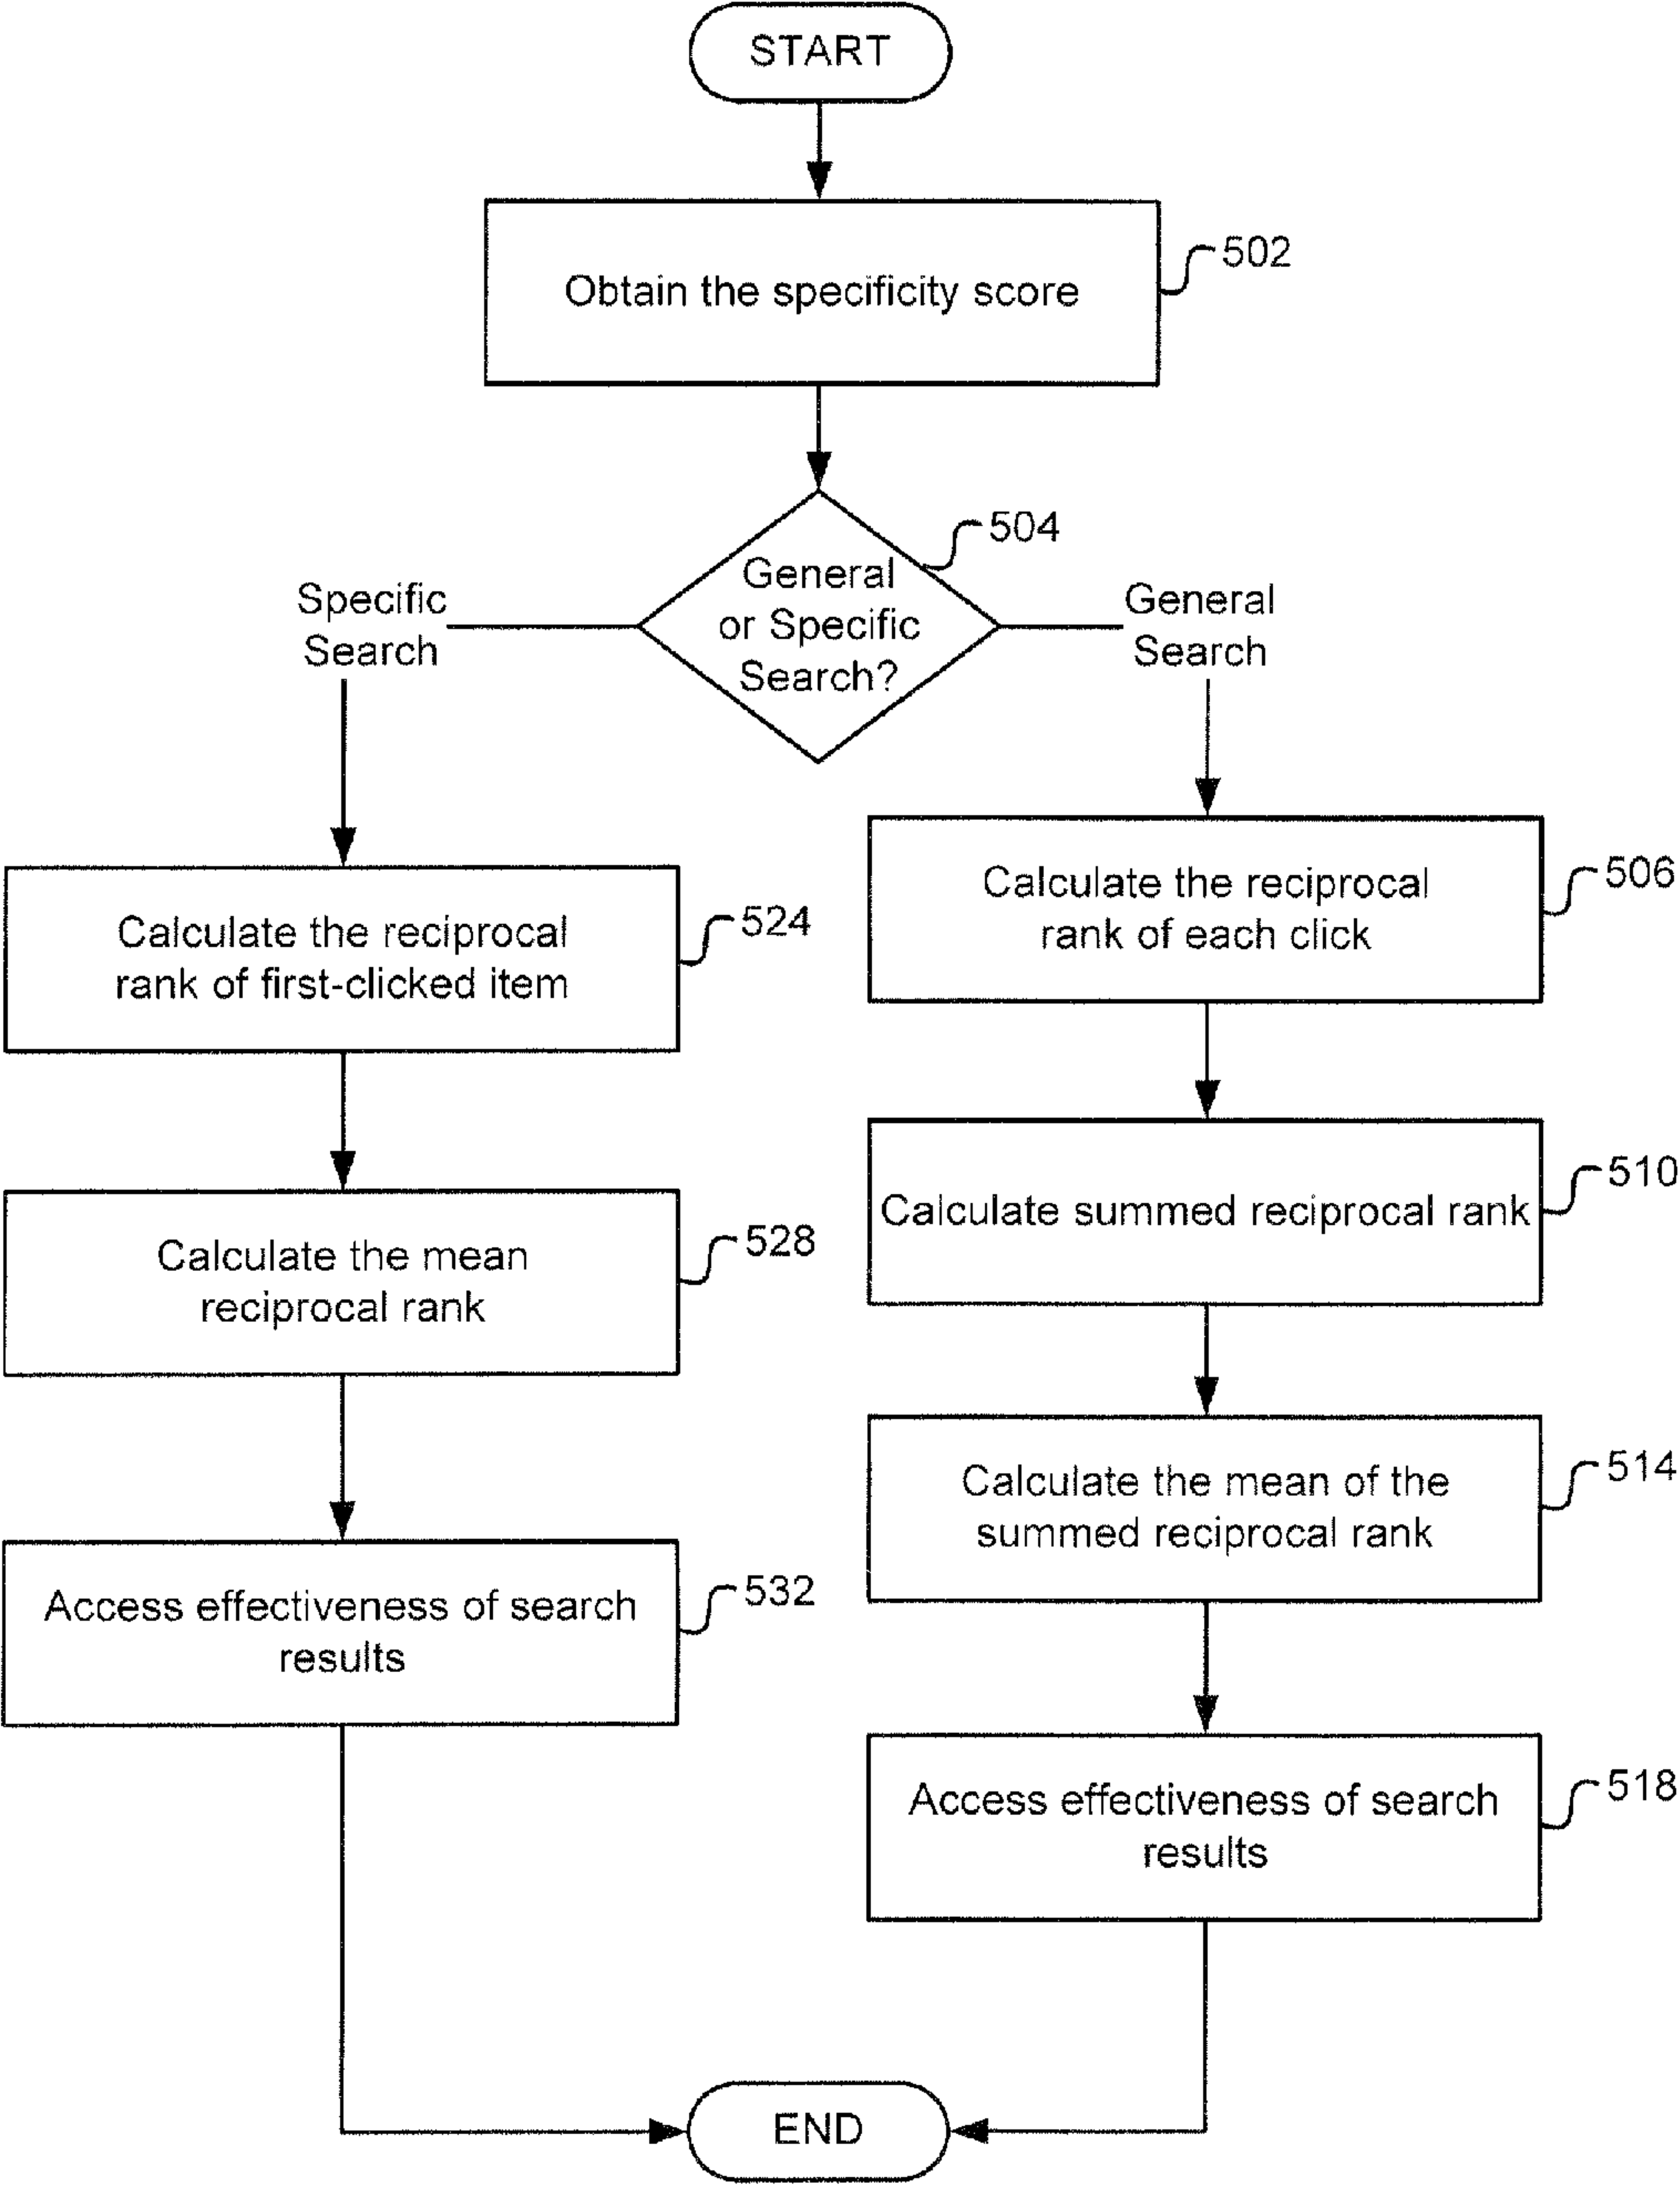 START
Obtain the specificity score
502
504
General
or Specific
Search?
Specific
Search
General
Search
Calculate the reciprocal
rank of each click
506
Calculate the reciprocal
rank of first-clicked item
524
Calculate summed reciprocal rank
510
Calculate the mean
reciprocal rank
528
Calculate the mean of the
summed reciprocal rank
514
Access effectiveness of search
results
532
Access effectiveness of search
results
518
END